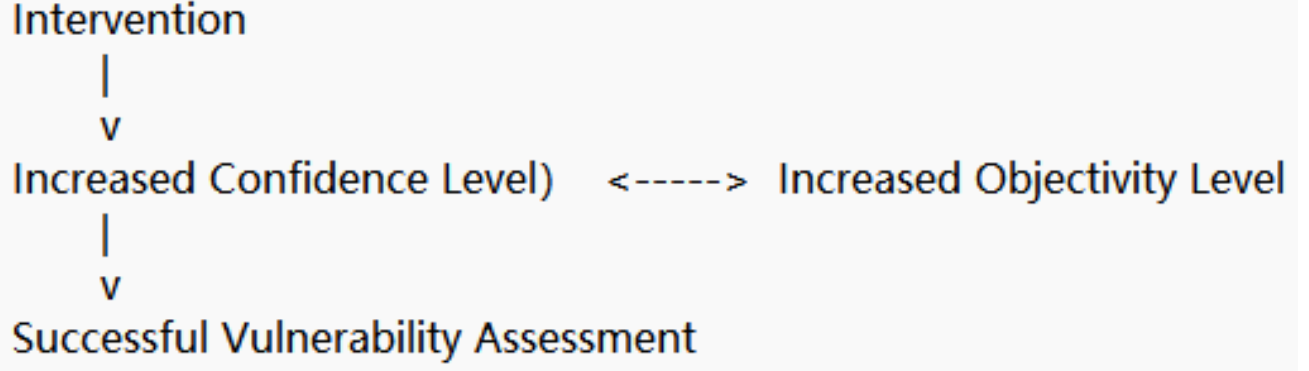 Intervention
|
v
Increased Confidence Level) <-----> Increased Objectivity Level
|
v
Successful Vulnerability Assessment